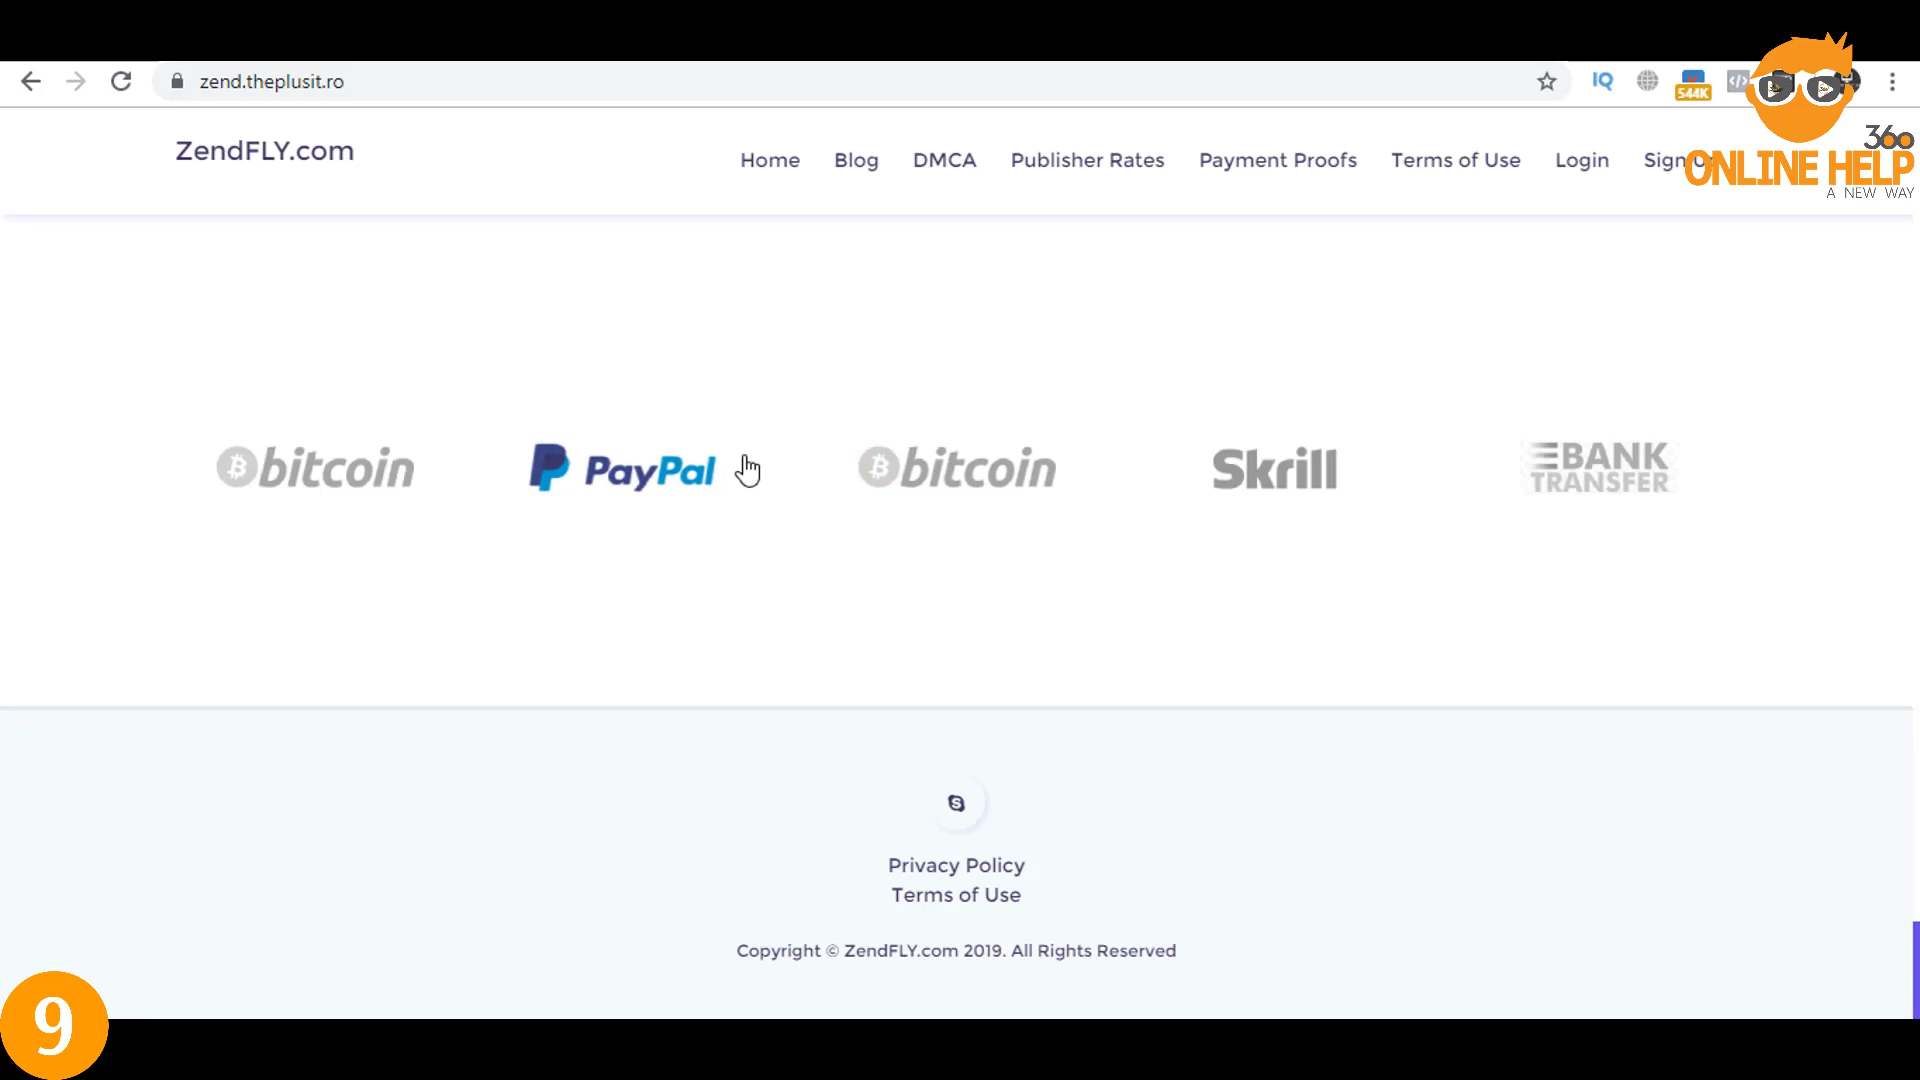 zend.theplusit.ro
IQ
544K
ZendFLY.com
Home Blog DMCA Publisher Rates Payment Proofs Terms of Use Login Sign
360
ONLINE HELP
A NEW WAY
bitcoin PayPal bitcoin Skrill BANK TRANSFER
Privacy Policy
Terms of Use
Copyright © ZendFLY.com 2019. All Rights Reserved
9